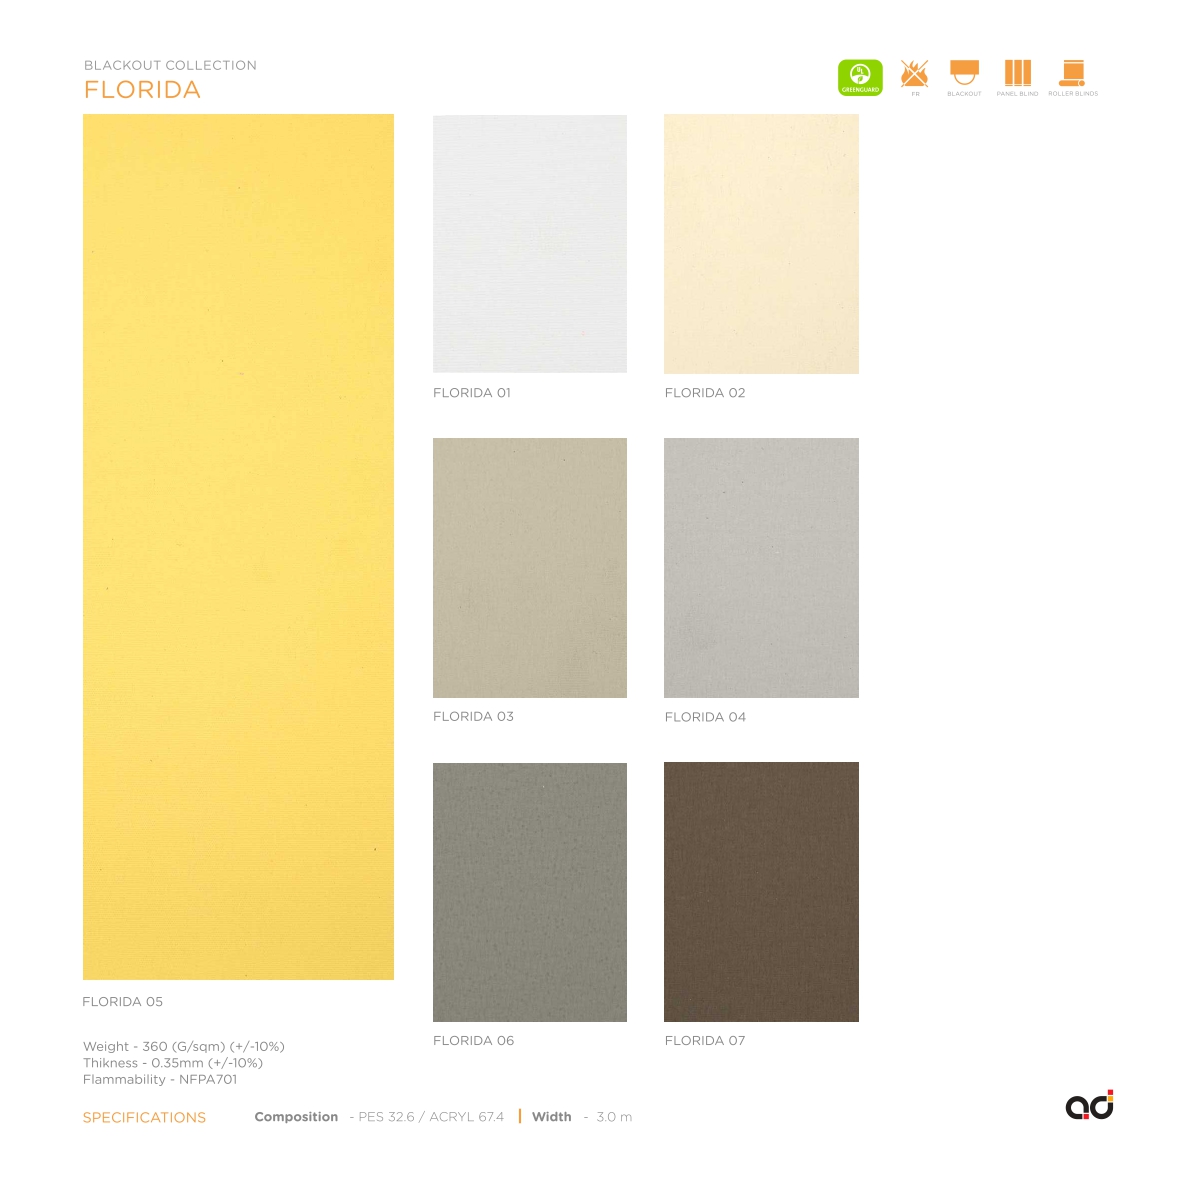 BLACKOUT COLLECTION
FLORIDA
UL
GREENGUARD
FR
BLACKOUT
PANEL BLIND
ROLLER BLINDS
FLORIDA 01
FLORIDA 02
FLORIDA 03
FLORIDA 04
FLORIDA 05
FLORIDA 06
FLORIDA 07
Weight - 360 (G/sqm) (+/-10%)
Thikness - 0.35mm (+/-10%)
Flammability - NFPA701
SPECIFICATIONS Composition - PES 32.6 / ACRYL 67.4 | Width - 3.0 m
ad